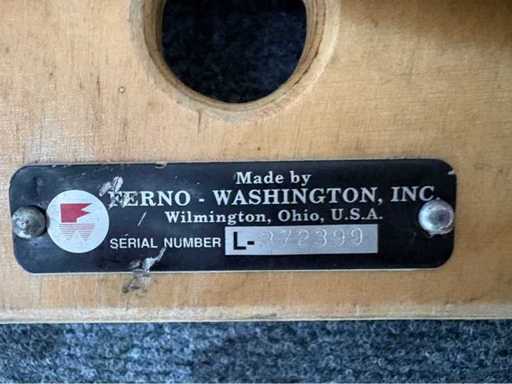 Made by
FERNO - WASHINGTON, INC.
Wilmington, Ohio, U.S.A.
SERIAL NUMBER L-372399